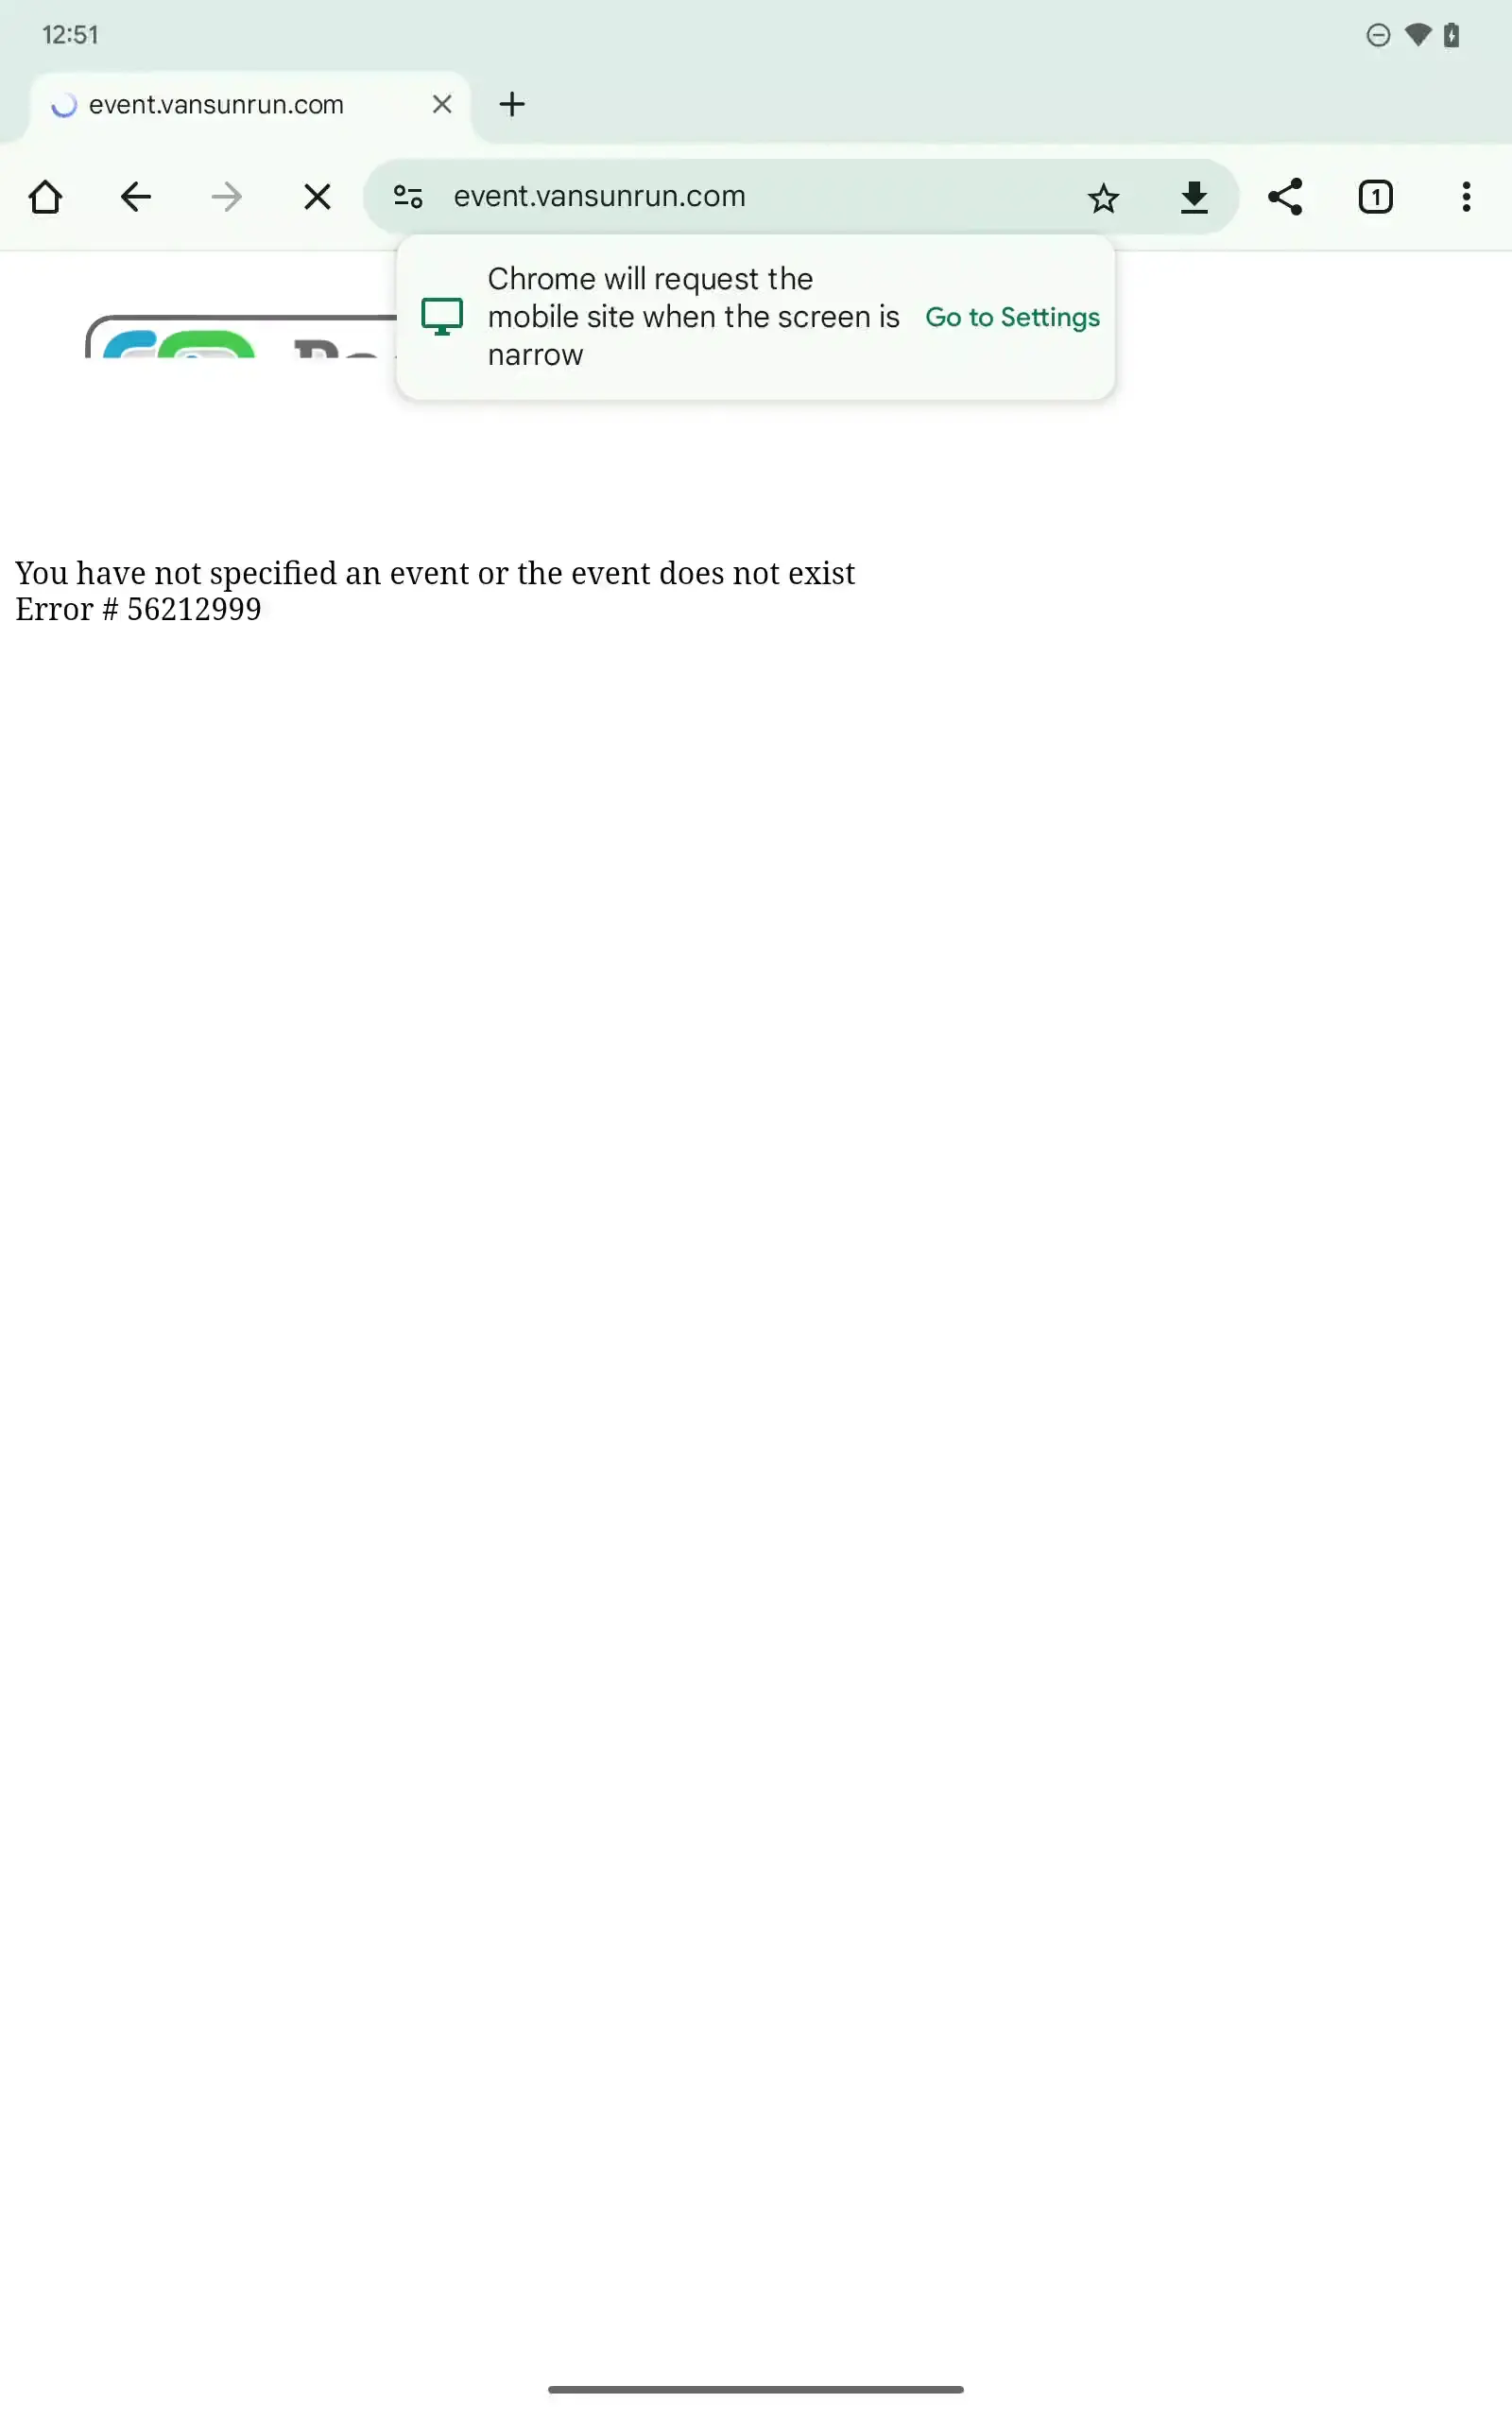 12:51
event.vansunrun.com
event.vansunrun.com
1
Chrome will request the
mobile site when the screen is
narrow
Go to Settings
You have not specified an event or the event does not exist
Error # 56212999